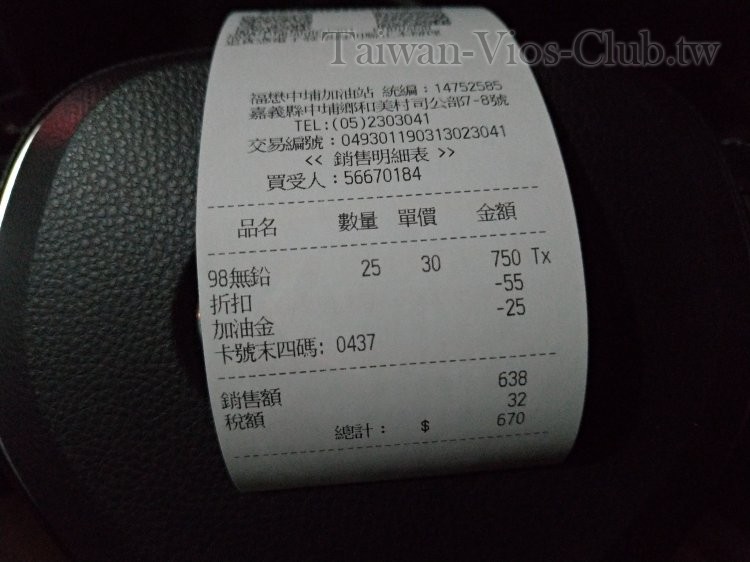 Taiwan-Vios-Club.tw
福懋中埔加油站 統編：14752585
嘉義縣中埔鄉和美村司公部7-8號
TEL:(05)2303041
交易編號：049301190313023041
<< 銷售明細表 >>
買受人：56670184
品名 數量 單價 金額
98無鉛 25 30 750 Tx
折扣 -55
加油金 -25
卡號末四碼: 0437
銷售額 638
稅額 32
總計： $ 670